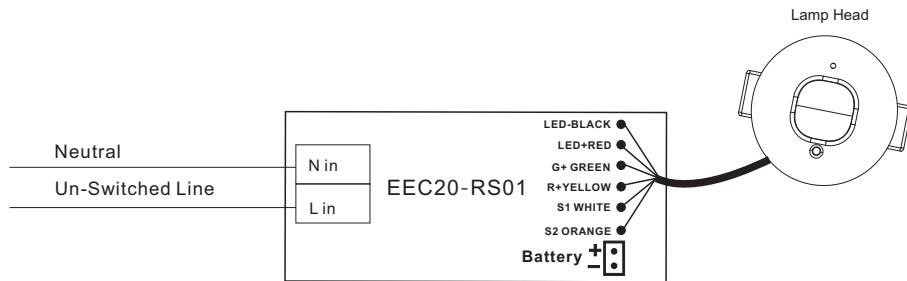 Lamp Head
LED-BLACK
LED+RED
Neutral
N in
G+ GREEN
Un-Switched Line
EEC20-RS01
R+YELLOW
L in
S1 WHITE
S2 ORANGE
Battery + −